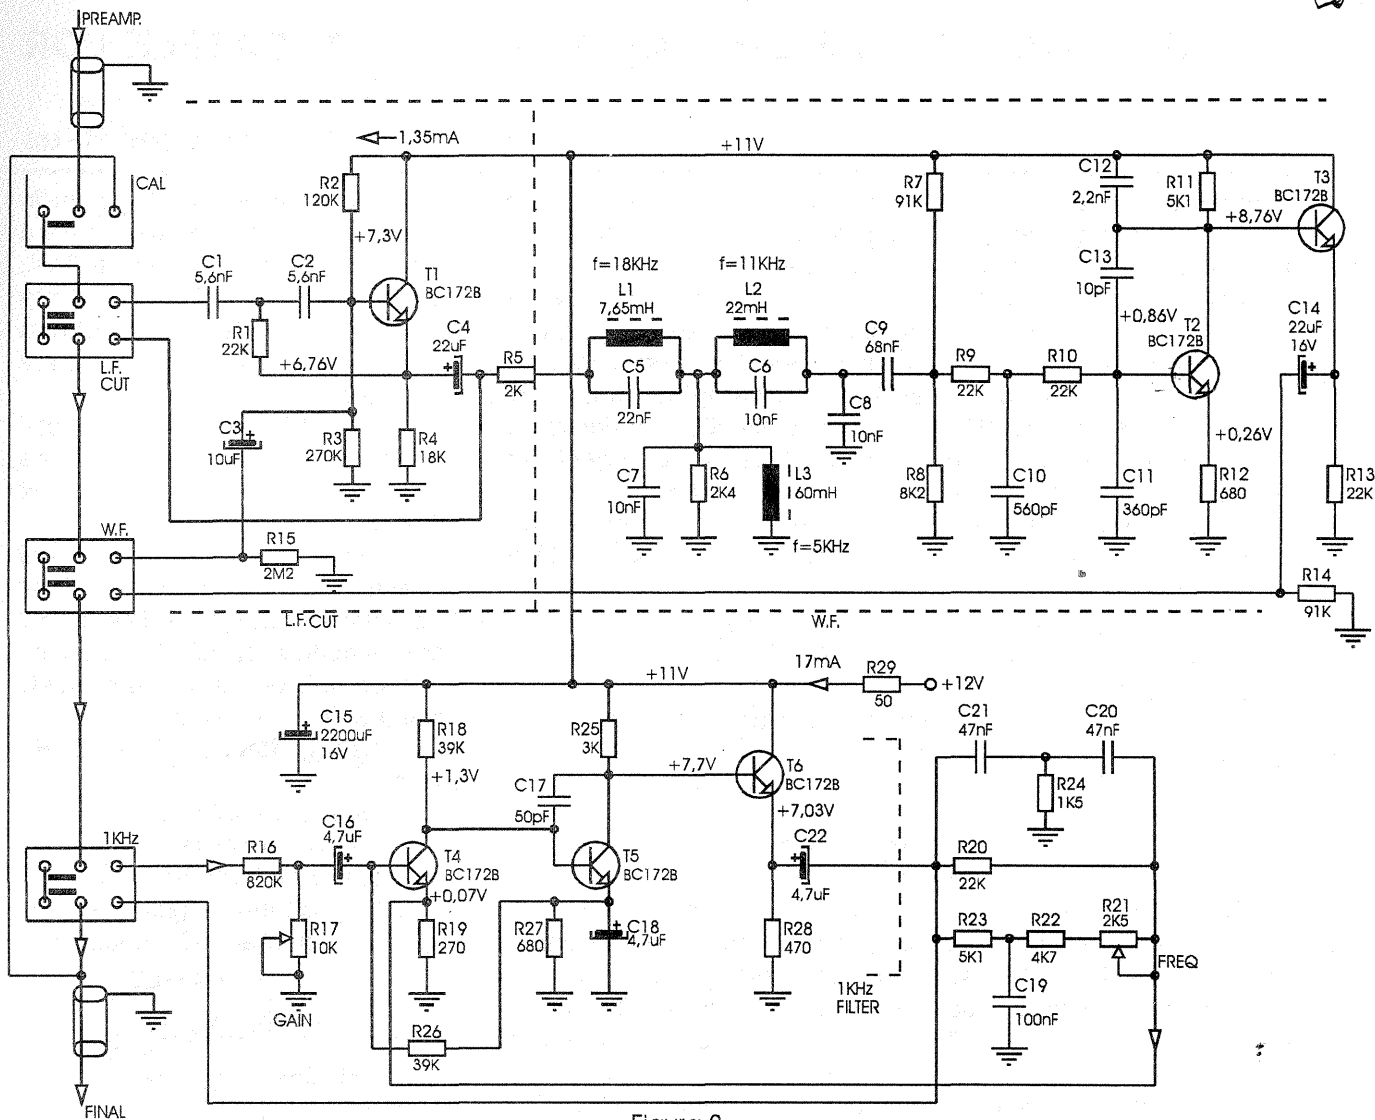 PREAMP.
CAL
L.F.
CUT
W.F.
1KHz
FINAL
1,35mA
R2
120K
+7,3V
C1
5,6nF
C2
5,6nF
T1
BC172B
R1
22K
+6,76V
C4
22uF
R5
2K
C3
10uF
R3
270K
R4
18K
R15
2M2
L.F. CUT
+11V
f=18KHz
L1
7,65mH
C5
22nF
f=11KHz
L2
22mH
C6
10nF
C7
10nF
R6
2K4
L3
60mH
f=5KHz
C8
10nF
C9
68nF
R7
91K
R8
8K2
R9
22K
R10
22K
C10
560pF
C11
360pF
C12
2,2nF
C13
10pF
R11
5K1
+8,76V
T3
BC172B
+0,86V
T2
BC172B
+0,26V
R12
680
C14
22uF
16V
R13
22K
R14
91K
W.F.
+11V
17mA
R29
50
+12V
C15
2200uF
16V
R18
39K
+1,3V
R25
3K
C17
50pF
+7,7V
T6
BC172B
+7,03V
C22
4,7uF
R16
820K
C16
4,7uF
T4
BC172B
+0,07V
T5
BC172B
R17
10K
GAIN
R19
270
R27
680
C18
4,7uF
R28
470
R26
39K
1KHz
FILTER
C21
47nF
C20
47nF
R24
1K5
R20
22K
R23
5K1
R22
4K7
R21
2K5
FREQ
C19
100nF